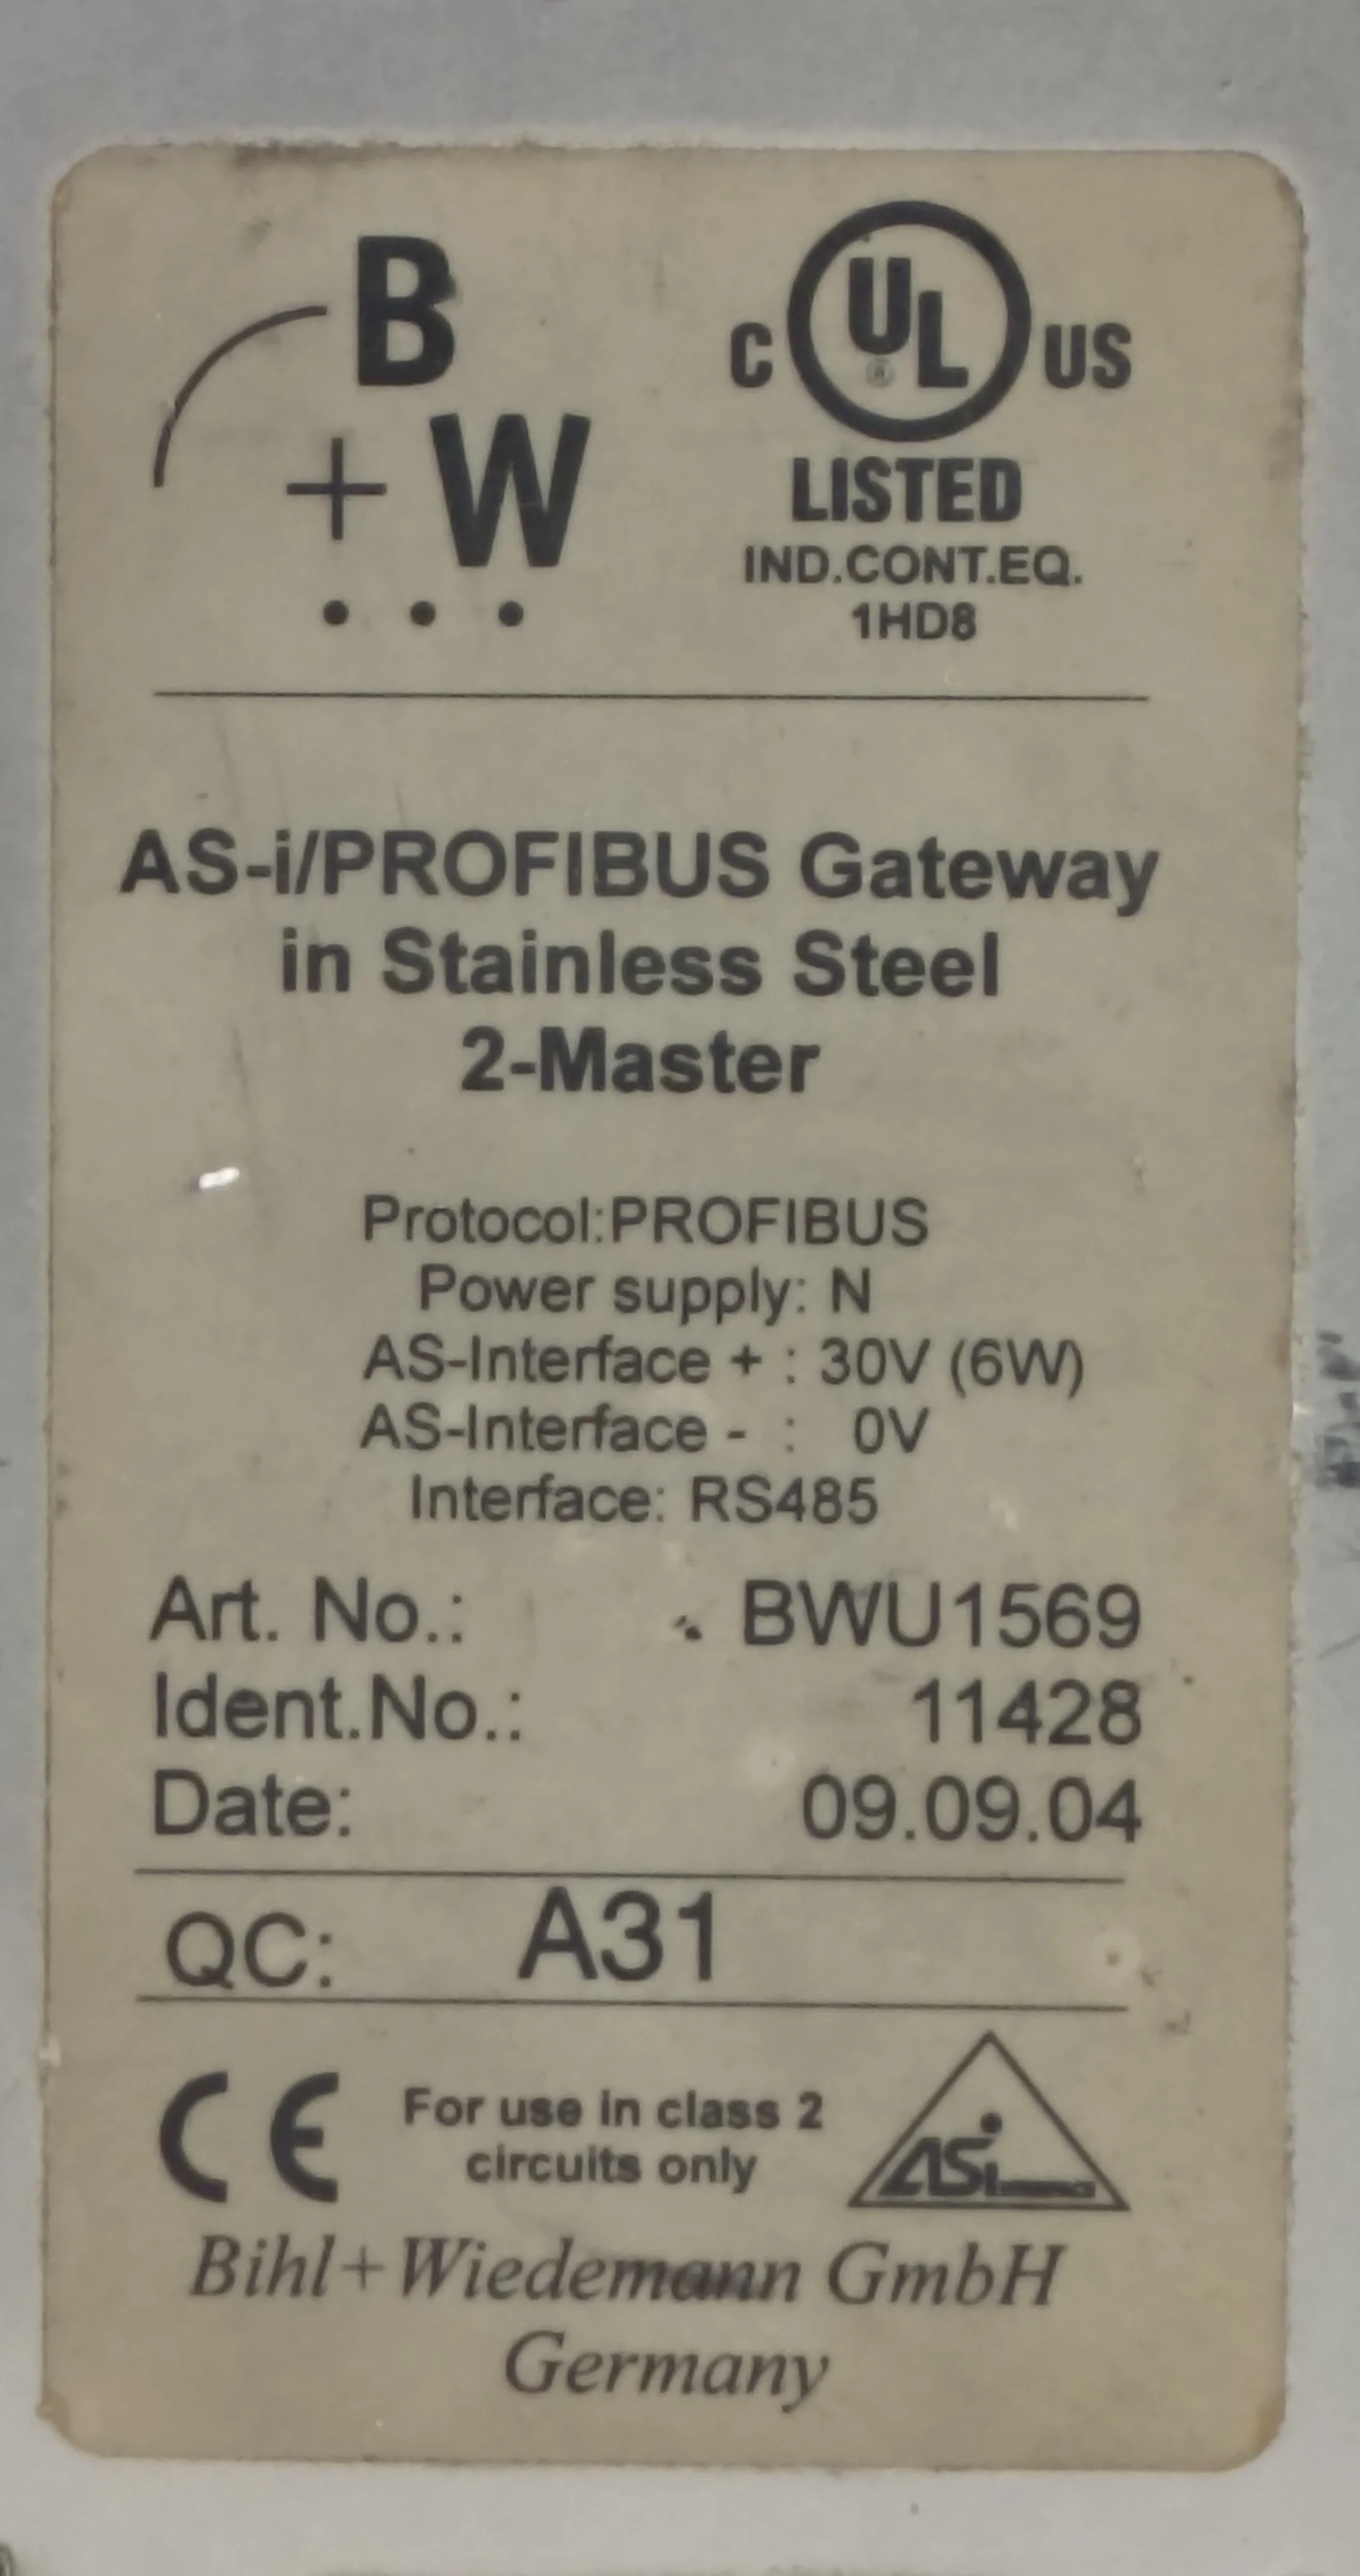 B
+ W
C UL ® US
LISTED
IND.CONT.EQ.
1HD8
AS-i/PROFIBUS Gateway
in Stainless Steel
2-Master
Protocol:PROFIBUS
Power supply: N
AS-Interface + : 30V (6W)
AS-Interface - : 0V
Interface: RS485
Art. No.: BWU1569
Ident.No.: 11428
Date: 09.09.04
QC: A31
CE
For use in class 2
circuits only
ASi
Bihl+Wiedemann GmbH
Germany